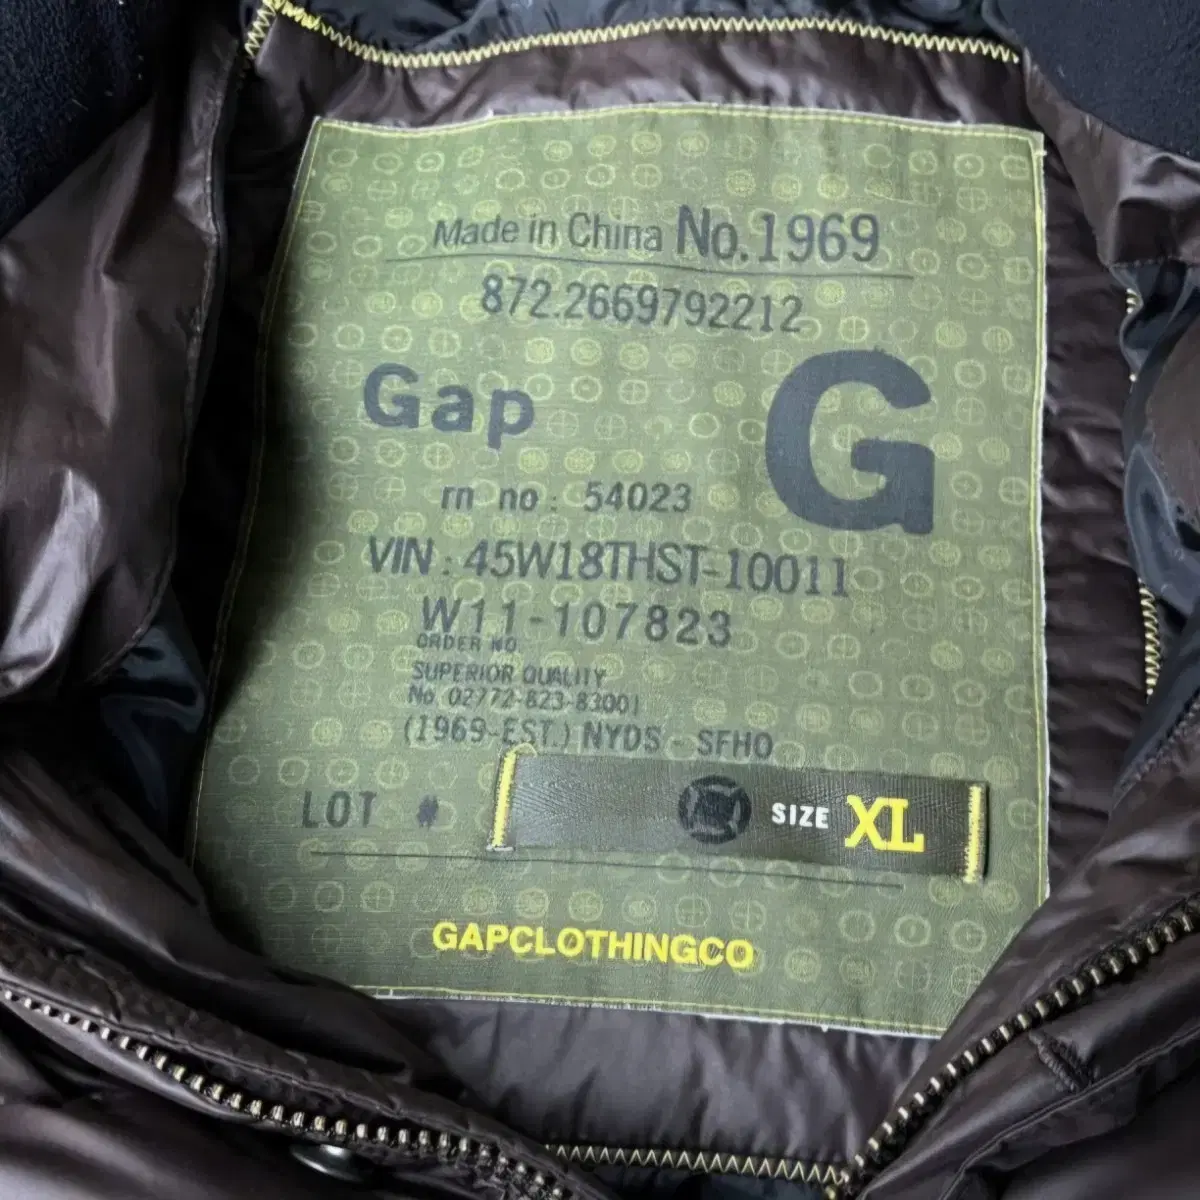 Made in China No.1969
872.2669792212
Gap G
rn no : 54023
VIN : 45W18THST-10011
W11-107823
ORDER NO
SUPERIOR QUALITY
No. 02772-823-83001
(1969-EST.) NYDS - SFHO
LOT #
SIZE XL
GAPCLOTHINGCO